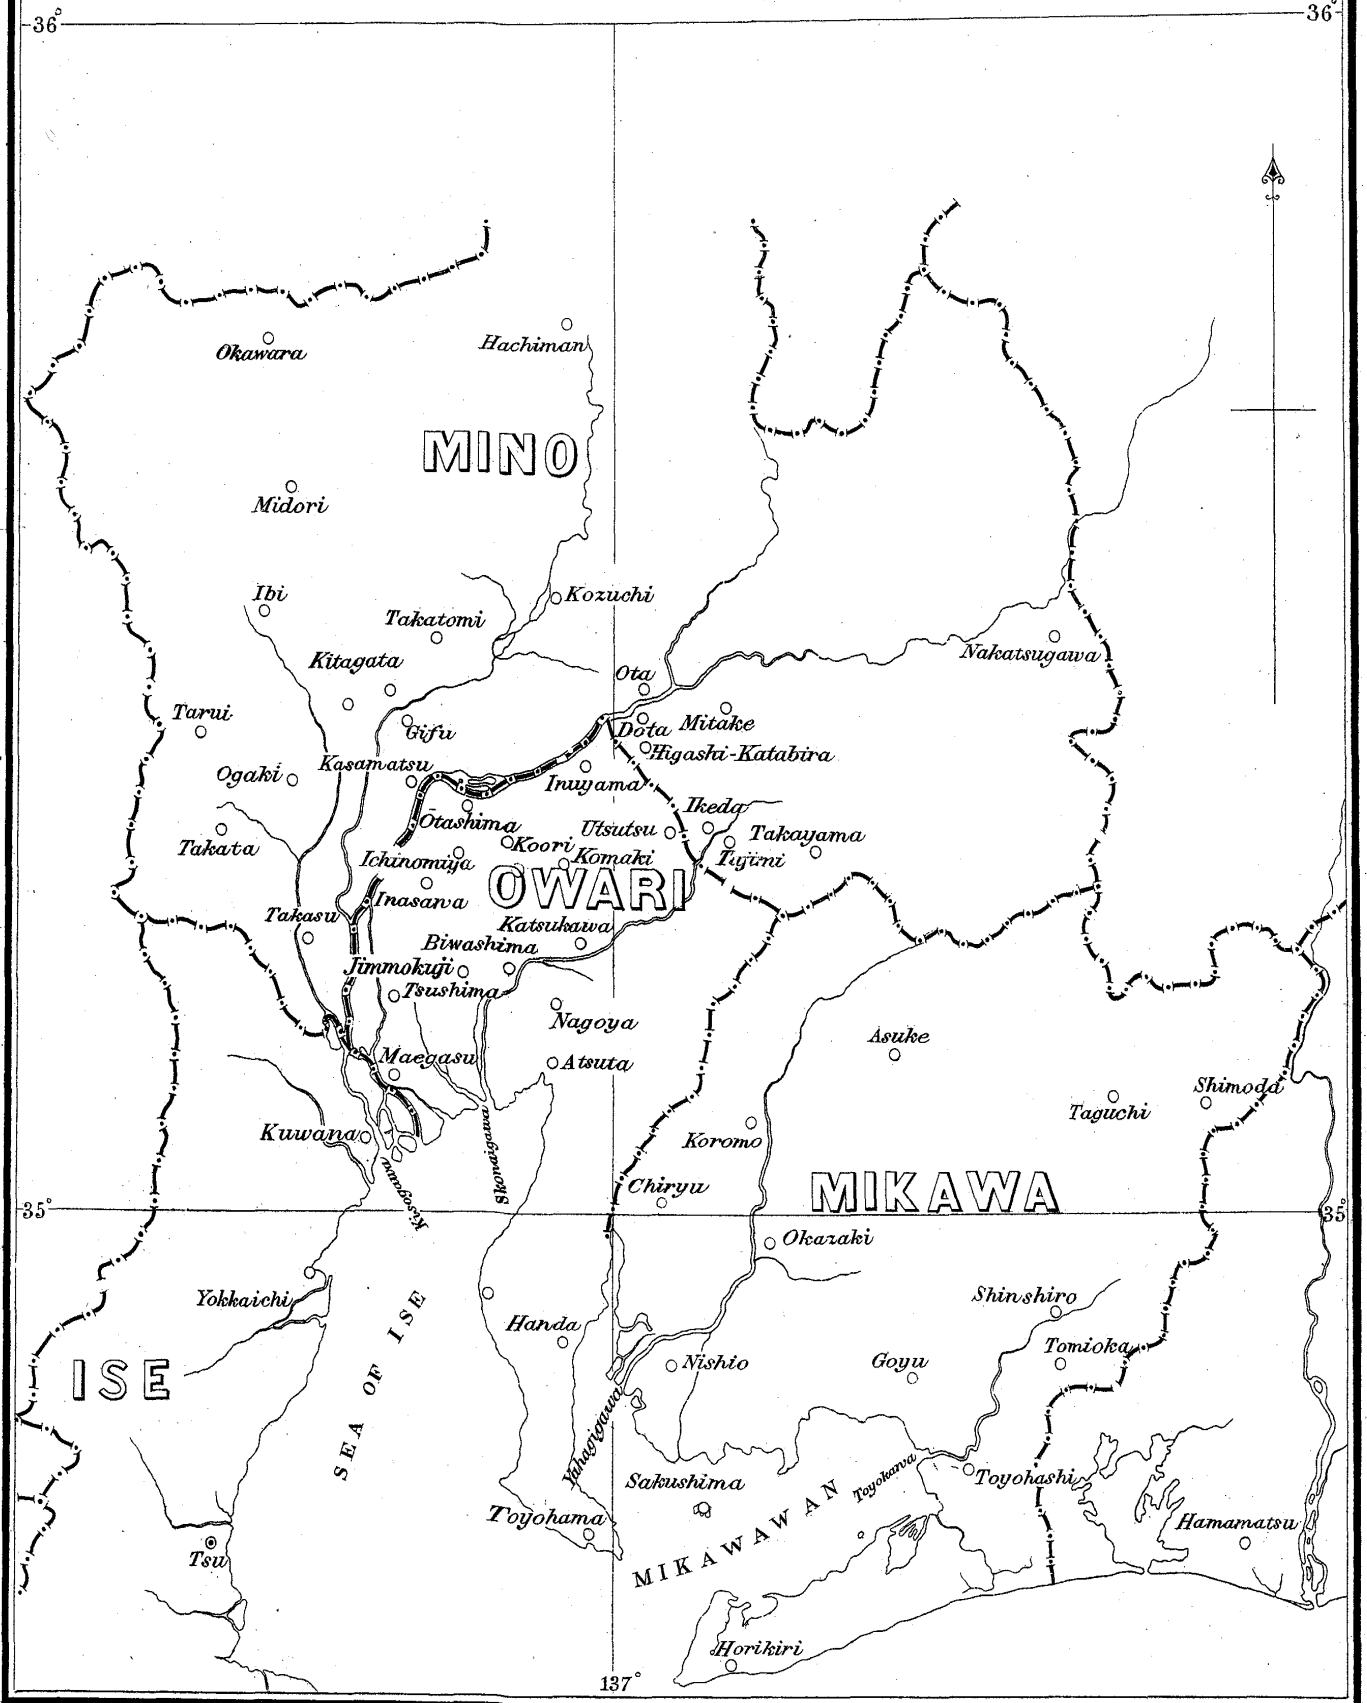 36°
36°
Okawara
Hachiman
MINO
Midori
Ibi
Kozuchi
Takatomi
Kitagata
Nakatsugawa
Ota
Tarui
Gifu
Dota
Mitake
Higashi-Katabira
Kasamatsu
Ogaki
Inuyama
Ikeda
Ōtashima
Utsutsu
Takayama
Takata
Koori
Ichinomiya
Komaki
Tajimi
OWARI
Inasawa
Takasu
Katsukawa
Biwashima
Jimmokuji
Tsushima
Nagoya
Asuke
Maegasu
Atsuta
Shimoda
Taguchi
Kuwana
Koromo
Kisogawa
Skonaigawa
Chiryu
MIKAWA
35°
35°
Okazaki
Yokkaichi
Shinshiro
Handa
SEA OF ISE
Tomioka
ISE
Nishio
Goyu
Yahagigawa
Toyokawa
Sakushima
Toyohashi
Toyohama
MIKAWAWAN
Hamamatsu
Tsu
Horikiri
137°